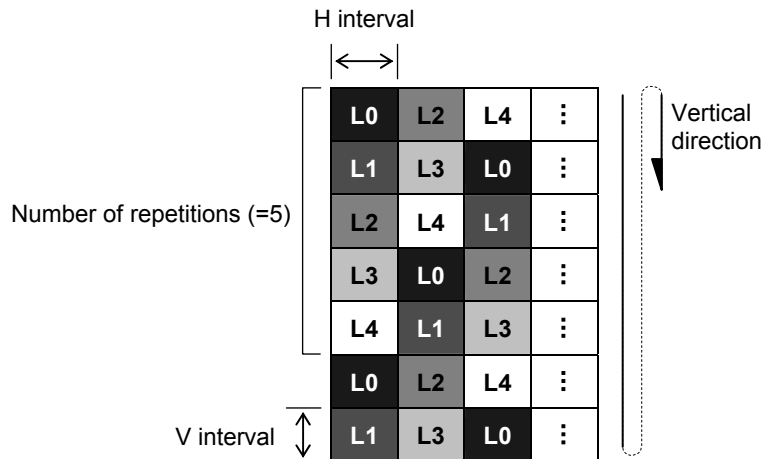 H interval
L0 L2 L4 ⋮
L1 L3 L0 ⋮
L2 L4 L1 ⋮
L3 L0 L2 ⋮
L4 L1 L3 ⋮
L0 L2 L4 ⋮
L1 L3 L0 ⋮
Number of repetitions (=5)
V interval
Vertical
direction